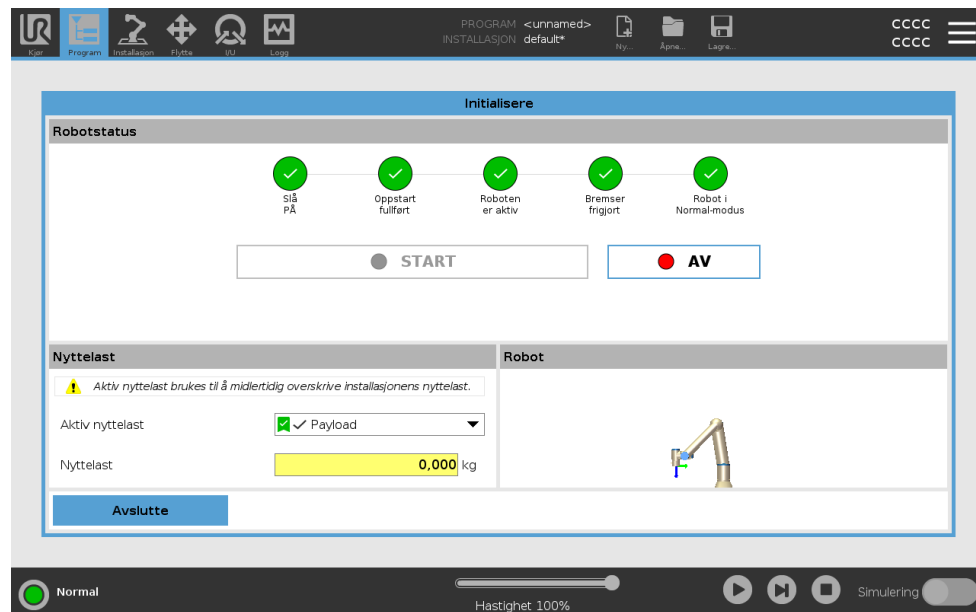 PROGRAM <unnamed>
INSTALLASJON default*
CCCC
CCCC
Kjør
Program
Installasjon
Flytte
I/U
Logg
Ny...
Åpne...
Lagre...
Initialisere
Robotstatus
Slå
PÅ
Oppstart
fullført
Roboten
er aktiv
Bremser
frigjort
Robot i
Normal-modus
START
AV
Nyttelast
Aktiv nyttelast brukes til å midlertidig overskrive installasjonens nyttelast.
Aktiv nyttelast
Payload
Nyttelast
0,000 kg
Robot
Avslutte
Normal
Hastighet 100%
Simulering